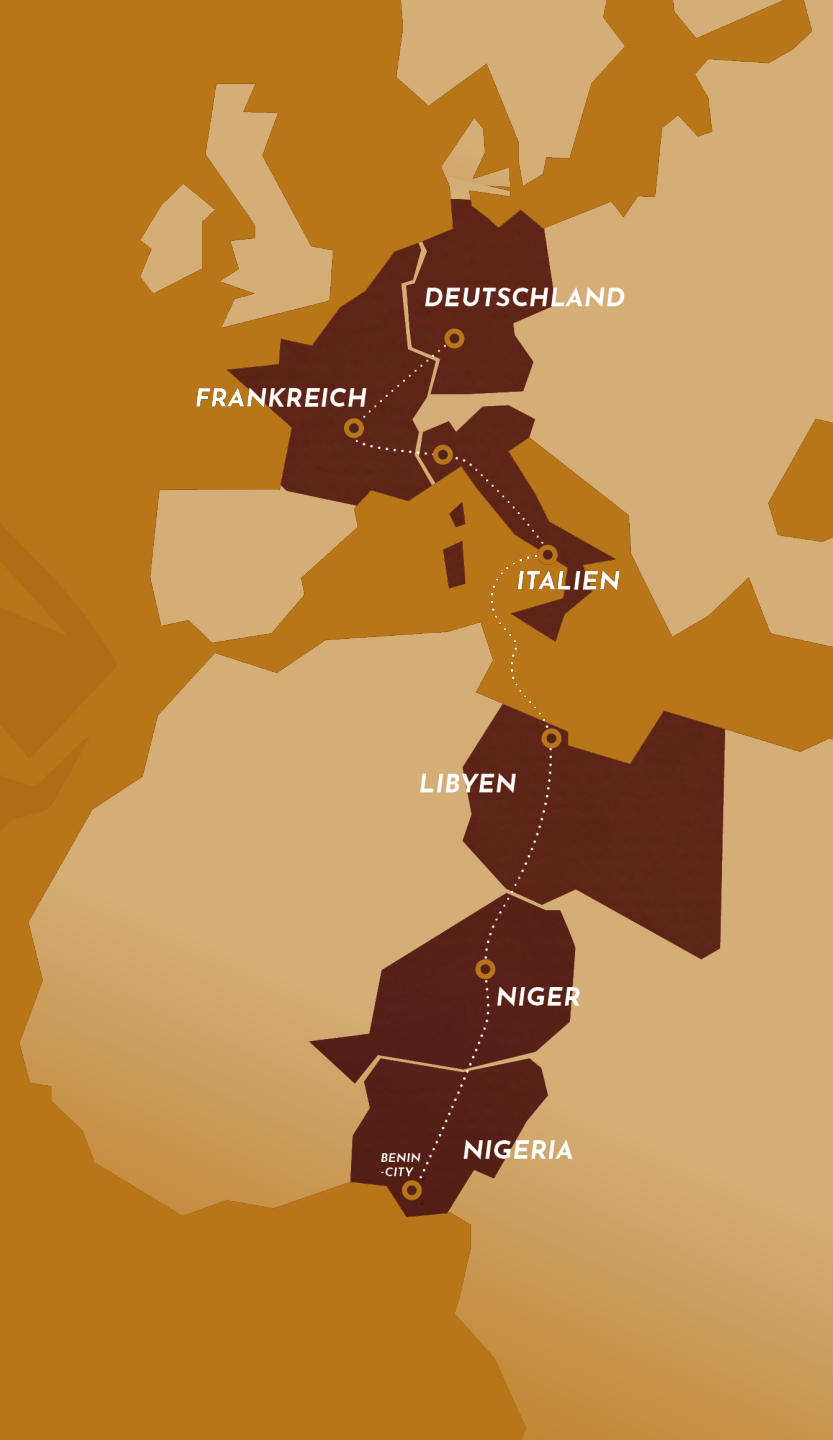 DEUTSCHLAND
FRANKREICH
ITALIEN
LIBYEN
NIGER
NIGERIA
BENIN
-CITY